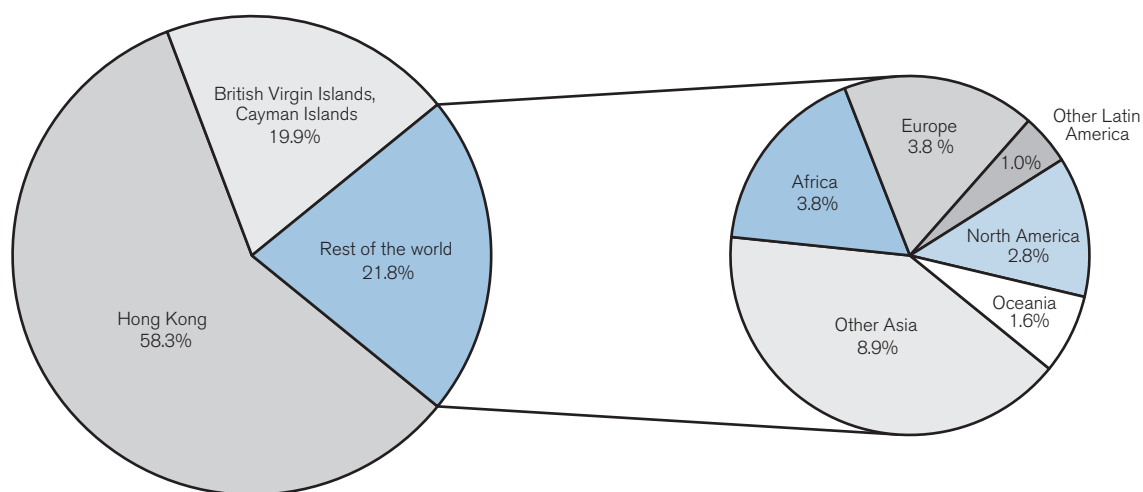 British Virgin Islands,
Cayman Islands
19.9%
Rest of the world
21.8%
Hong Kong
58.3%
Europe
3.8 %
Other Latin
America
1.0%
Africa
3.8%
North America
2.8%
Oceania
1.6%
Other Asia
8.9%